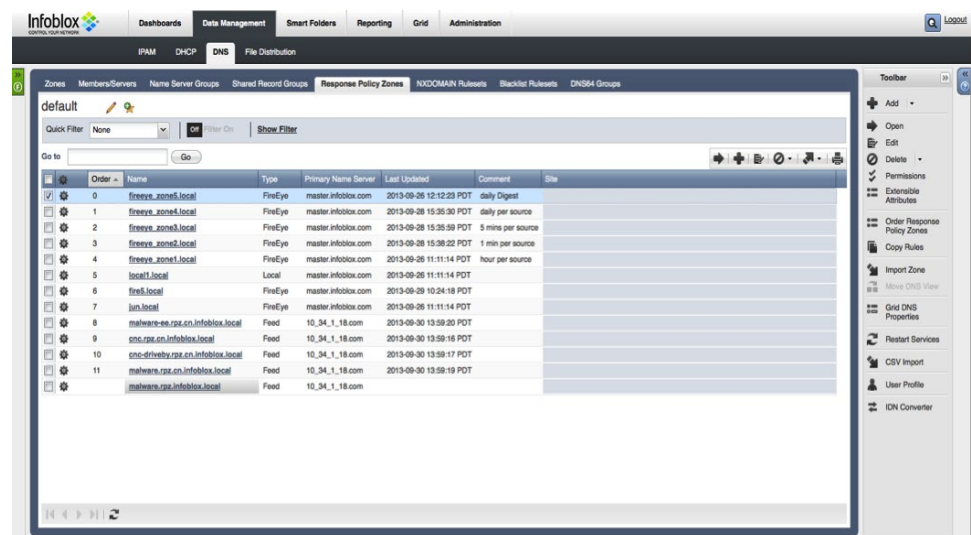 Infoblox
CONTROL YOUR NETWORK
Dashboards Data Management Smart Folders Reporting Grid Administration
Logout
IPAM DHCP DNS File Distribution
Zones Members/Servers Name Server Groups Shared Record Groups Response Policy Zones NXDOMAIN Rulesets Blacklist Rulesets DNS64 Groups
default
Quick Filter None Off Filter On Show Filter
Go to Go
Order Name Type Primary Name Server Last Updated Comment Site
0 fireeye_zone5.local FireEye master.infoblox.com 2013-09-26 12:12:23 PDT daily Digest
1 fireeye_zone4.local FireEye master.infoblox.com 2013-09-28 15:35:30 PDT daily per source
2 fireeye_zone3.local FireEye master.infoblox.com 2013-09-28 15:35:59 PDT 5 mins per source
3 fireeye_zone2.local FireEye master.infoblox.com 2013-09-28 15:38:22 PDT 1 min per source
4 fireeye_zone1.local FireEye master.infoblox.com 2013-09-26 11:11:14 PDT hour per source
5 local1.local Local master.infoblox.com 2013-09-26 11:11:14 PDT
6 fire5.local FireEye master.infoblox.com 2013-09-29 10:24:18 PDT
7 jun.local FireEye master.infoblox.com 2013-09-26 11:11:14 PDT
8 malware-ee.rpz.cn.infoblox.local Feed 10_34_1_18.com 2013-09-30 13:59:20 PDT
9 cnc.rpz.cn.infoblox.local Feed 10_34_1_18.com 2013-09-30 13:59:16 PDT
10 cnc-driveby.rpz.cn.infoblox.local Feed 10_34_1_18.com 2013-09-30 13:59:17 PDT
11 malware.rpz.cn.infoblox.local Feed 10_34_1_18.com 2013-09-30 13:59:19 PDT
malware.rpz.infoblox.local Feed 10_34_1_18.com
Toolbar
Add
Open
Edit
Delete
Permissions
Extensible
Attributes
Order Response
Policy Zones
Copy Rules
Import Zone
Move DNS View
Grid DNS
Properties
Restart Services
CSV Import
User Profile
IDN Converter